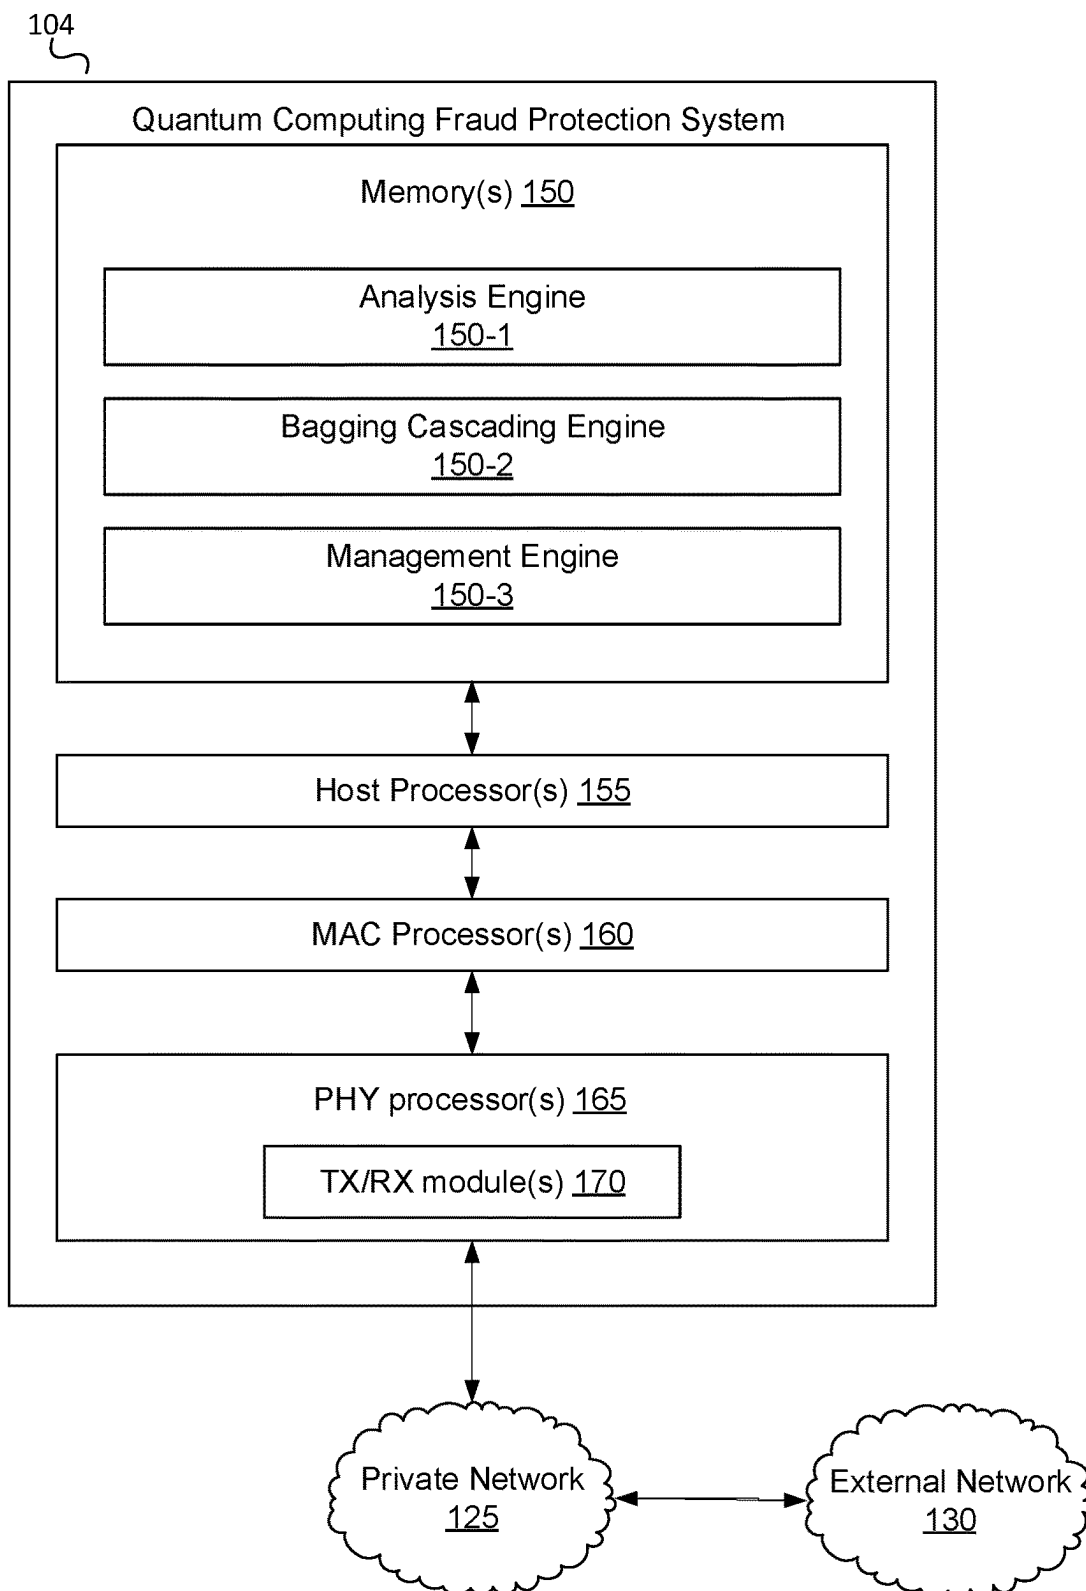 104
Quantum Computing Fraud Protection System
Memory(s) 150
Analysis Engine
150-1
Bagging Cascading Engine
150-2
Management Engine
150-3
Host Processor(s) 155
MAC Processor(s) 160
PHY processor(s) 165
TX/RX module(s) 170
Private Network
125
External Network
130